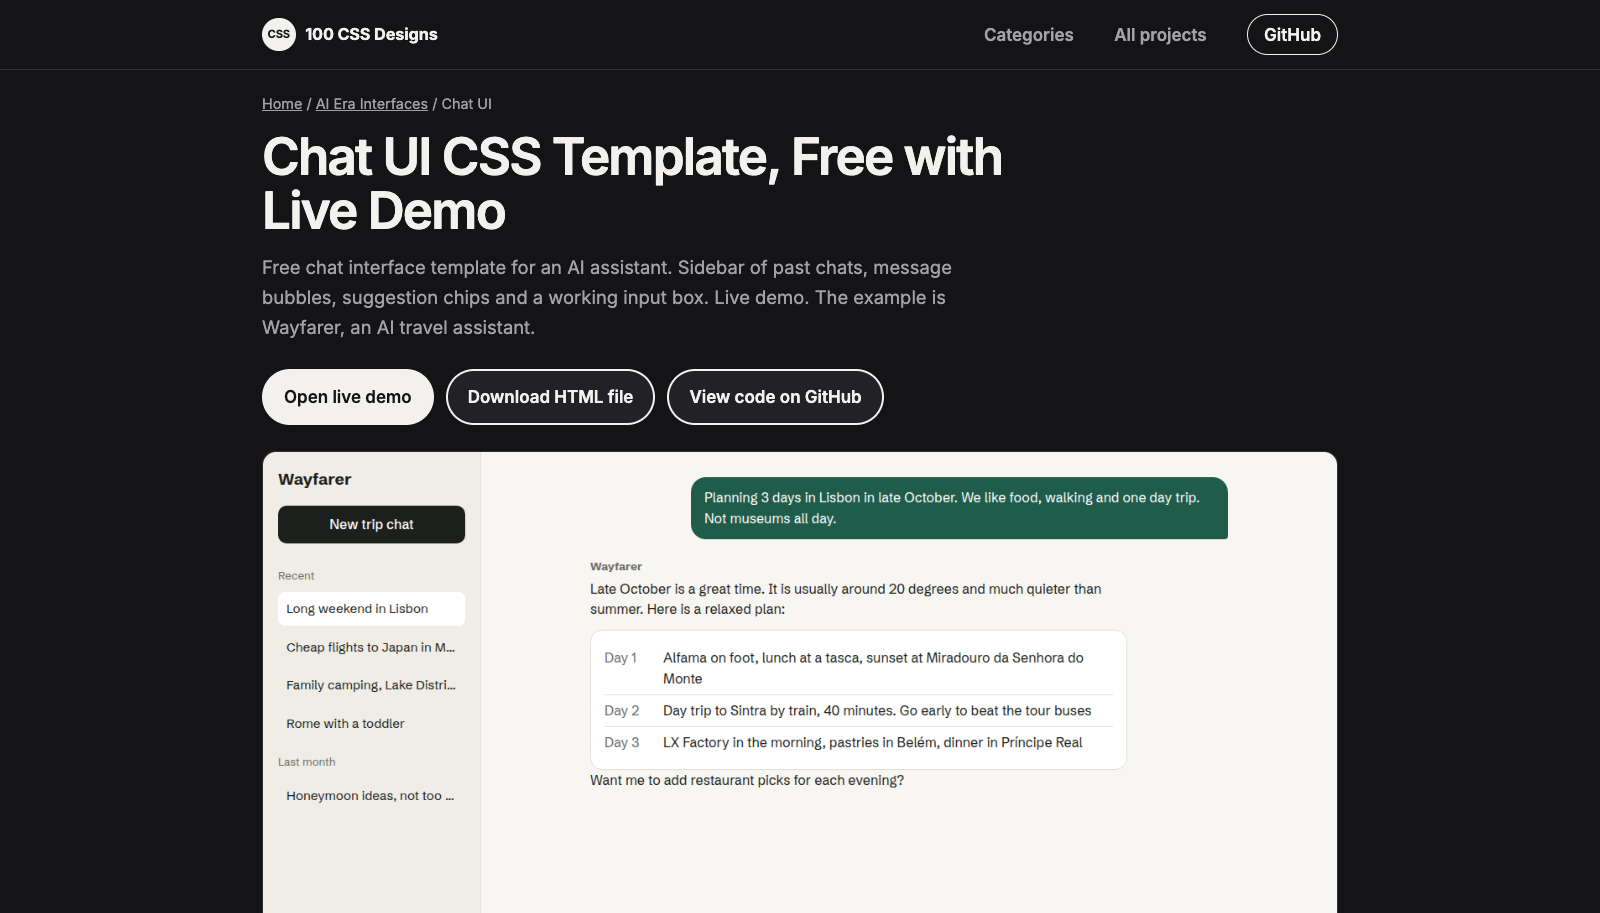 CSS 100 CSS Designs
Categories
All projects
GitHub
Home / AI Era Interfaces / Chat UI
Chat UI CSS Template, Free with
Live Demo
Free chat interface template for an AI assistant. Sidebar of past chats, message
bubbles, suggestion chips and a working input box. Live demo. The example is
Wayfarer, an AI travel assistant.
Open live demo
Download HTML file
View code on GitHub
Wayfarer
New trip chat
Recent
Long weekend in Lisbon
Cheap flights to Japan in M...
Family camping, Lake Distri...
Rome with a toddler
Last month
Honeymoon ideas, not too ...
Planning 3 days in Lisbon in late October. We like food, walking and one day trip.
Not museums all day.
Wayfarer
Late October is a great time. It is usually around 20 degrees and much quieter than
summer. Here is a relaxed plan:
Day 1 Alfama on foot, lunch at a tasca, sunset at Miradouro da Senhora do
Monte
Day 2 Day trip to Sintra by train, 40 minutes. Go early to beat the tour buses
Day 3 LX Factory in the morning, pastries in Belém, dinner in Príncipe Real
Want me to add restaurant picks for each evening?